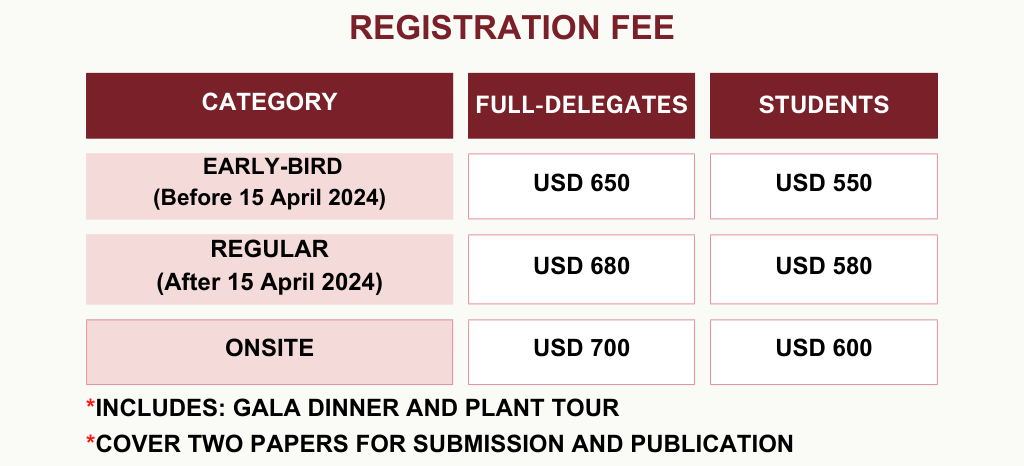 REGISTRATION FEE
CATEGORY FULL-DELEGATES STUDENTS
EARLY-BIRD
(Before 15 April 2024) USD 650 USD 550
REGULAR
(After 15 April 2024) USD 680 USD 580
ONSITE USD 700 USD 600
*INCLUDES: GALA DINNER AND PLANT TOUR
*COVER TWO PAPERS FOR SUBMISSION AND PUBLICATION